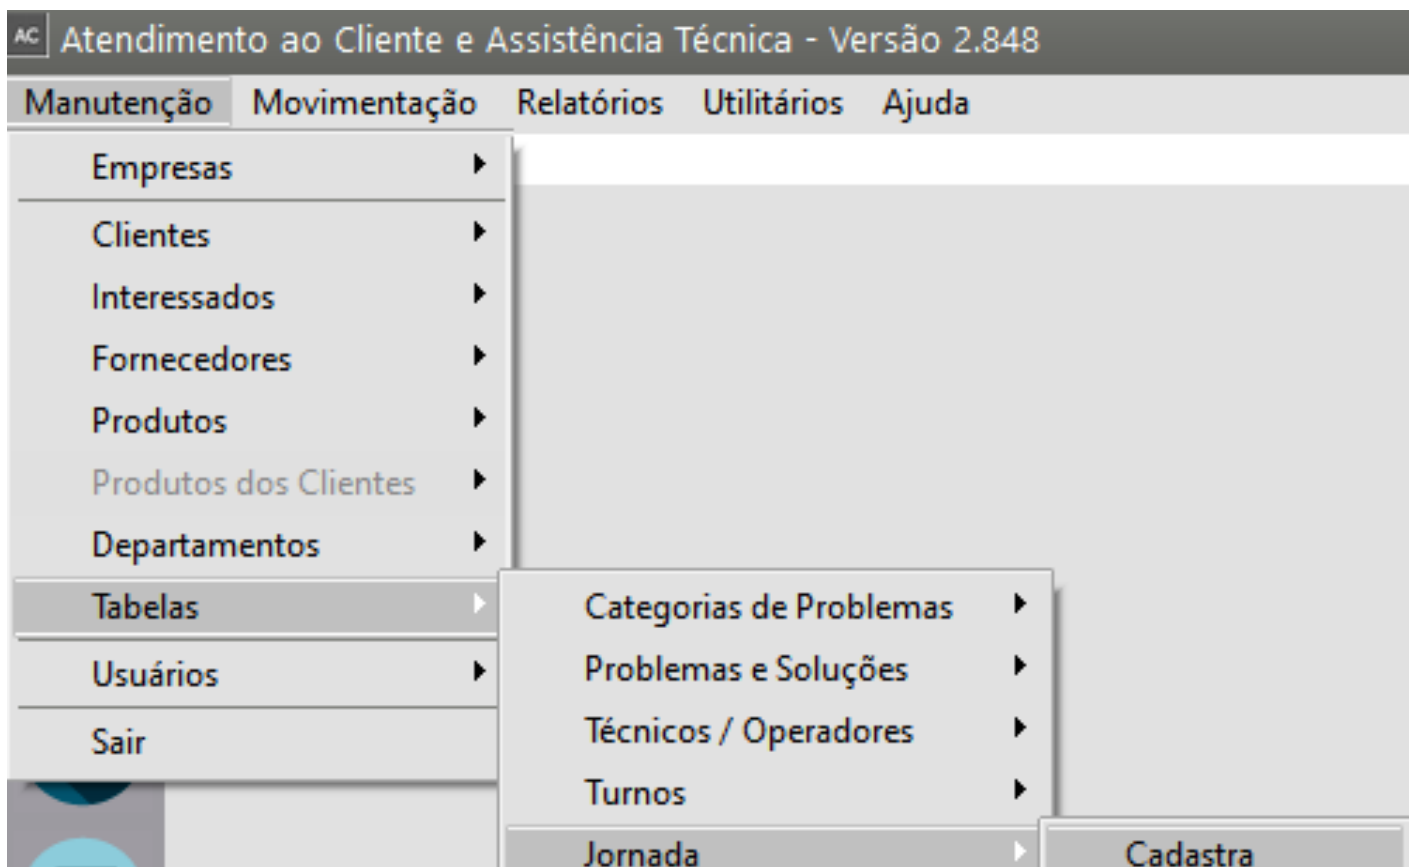 AC Atendimento ao Cliente e Assistência Técnica - Versão 2.848
Manutenção Movimentação Relatórios Utilitários Ajuda
Empresas
Clientes
Interessados
Fornecedores
Produtos
Produtos dos Clientes
Departamentos
Tabelas
Usuários
Sair
Categorias de Problemas
Problemas e Soluções
Técnicos / Operadores
Turnos
Jornada
Cadastra